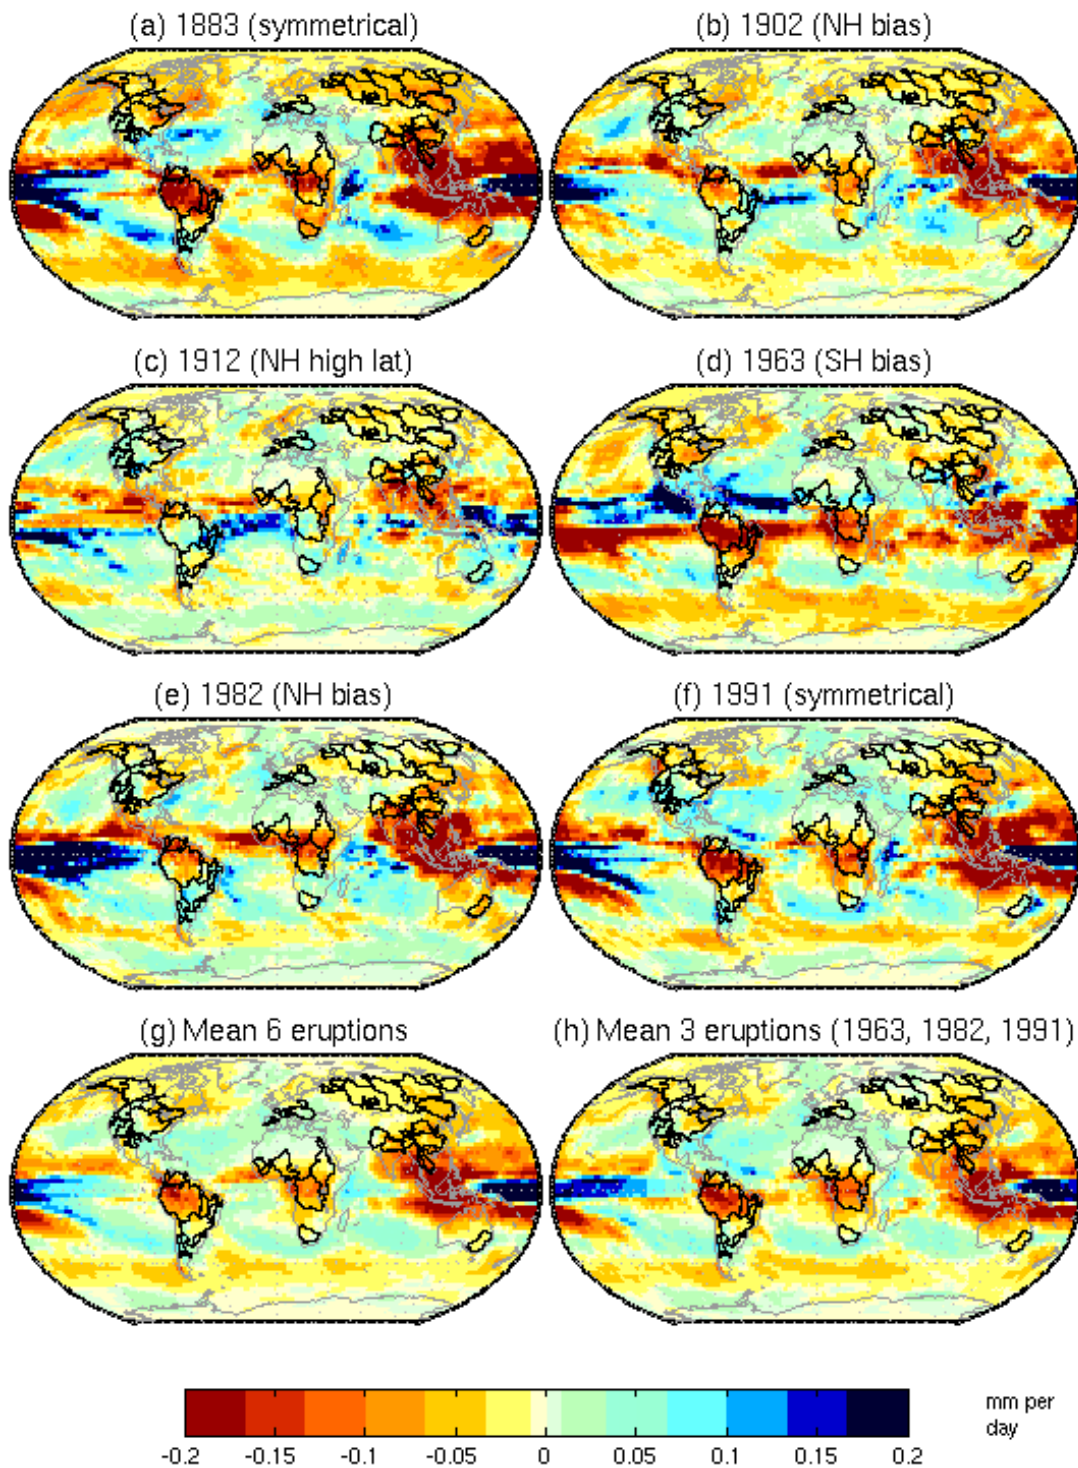 (a) 1883 (symmetrical)
(b) 1902 (NH bias)
(c) 1912 (NH high lat)
(d) 1963 (SH bias)
(e) 1982 (NH bias)
(f) 1991 (symmetrical)
(g) Mean 6 eruptions
(h) Mean 3 eruptions (1963, 1982, 1991)
mm per
day
-0.2 -0.15 -0.1 -0.05 0 0.05 0.1 0.15 0.2